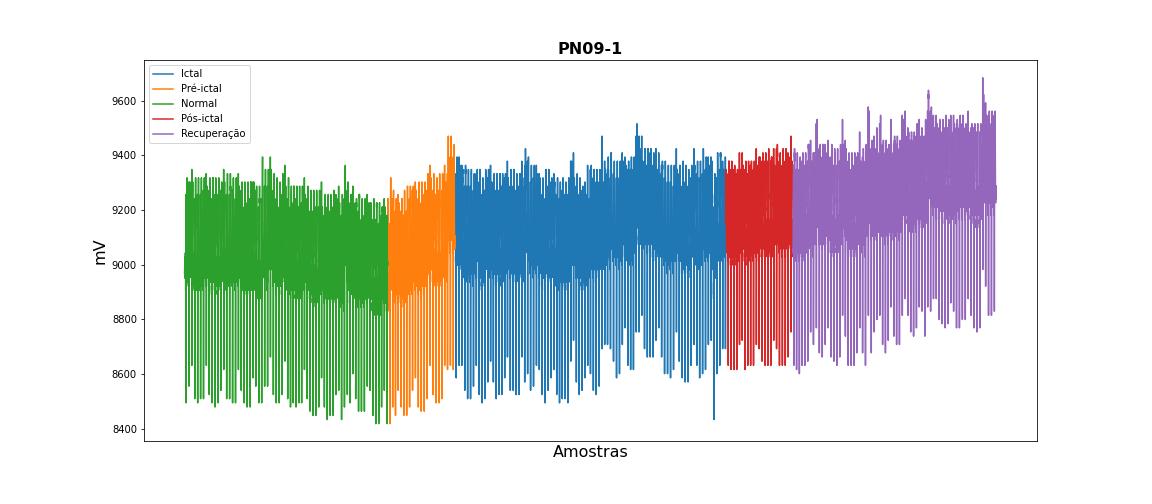 PN09-1
Ictal
Pré-ictal
Normal
Pós-ictal
Recuperação
9600
9400
9200
9000
8800
8600
8400
mV
Amostras